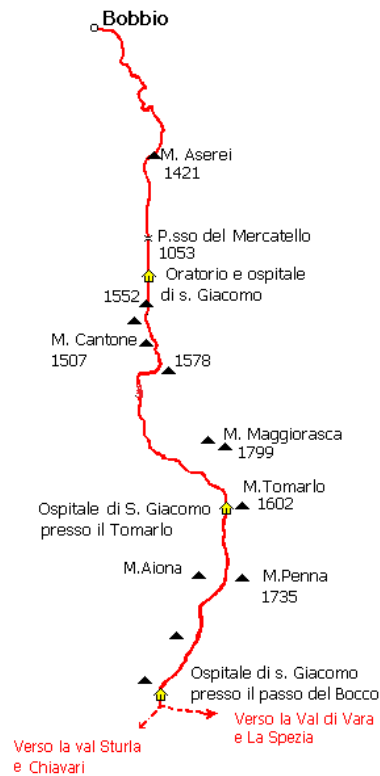 Bobbio
M. Aserei
1421
P.sso del Mercatello
1053
Oratorio e ospitale
di s. Giacomo
1552
M. Cantone
1507
1578
M. Maggiorasca
1799
M.Tomarlo
1602
Ospitale di S. Giacomo
presso il Tomarlo
M.Aiona
M.Penna
1735
Ospitale di s. Giacomo
presso il passo del Bocco
Verso la Val di Vara
e La Spezia
Verso la val Sturla
e Chiavari